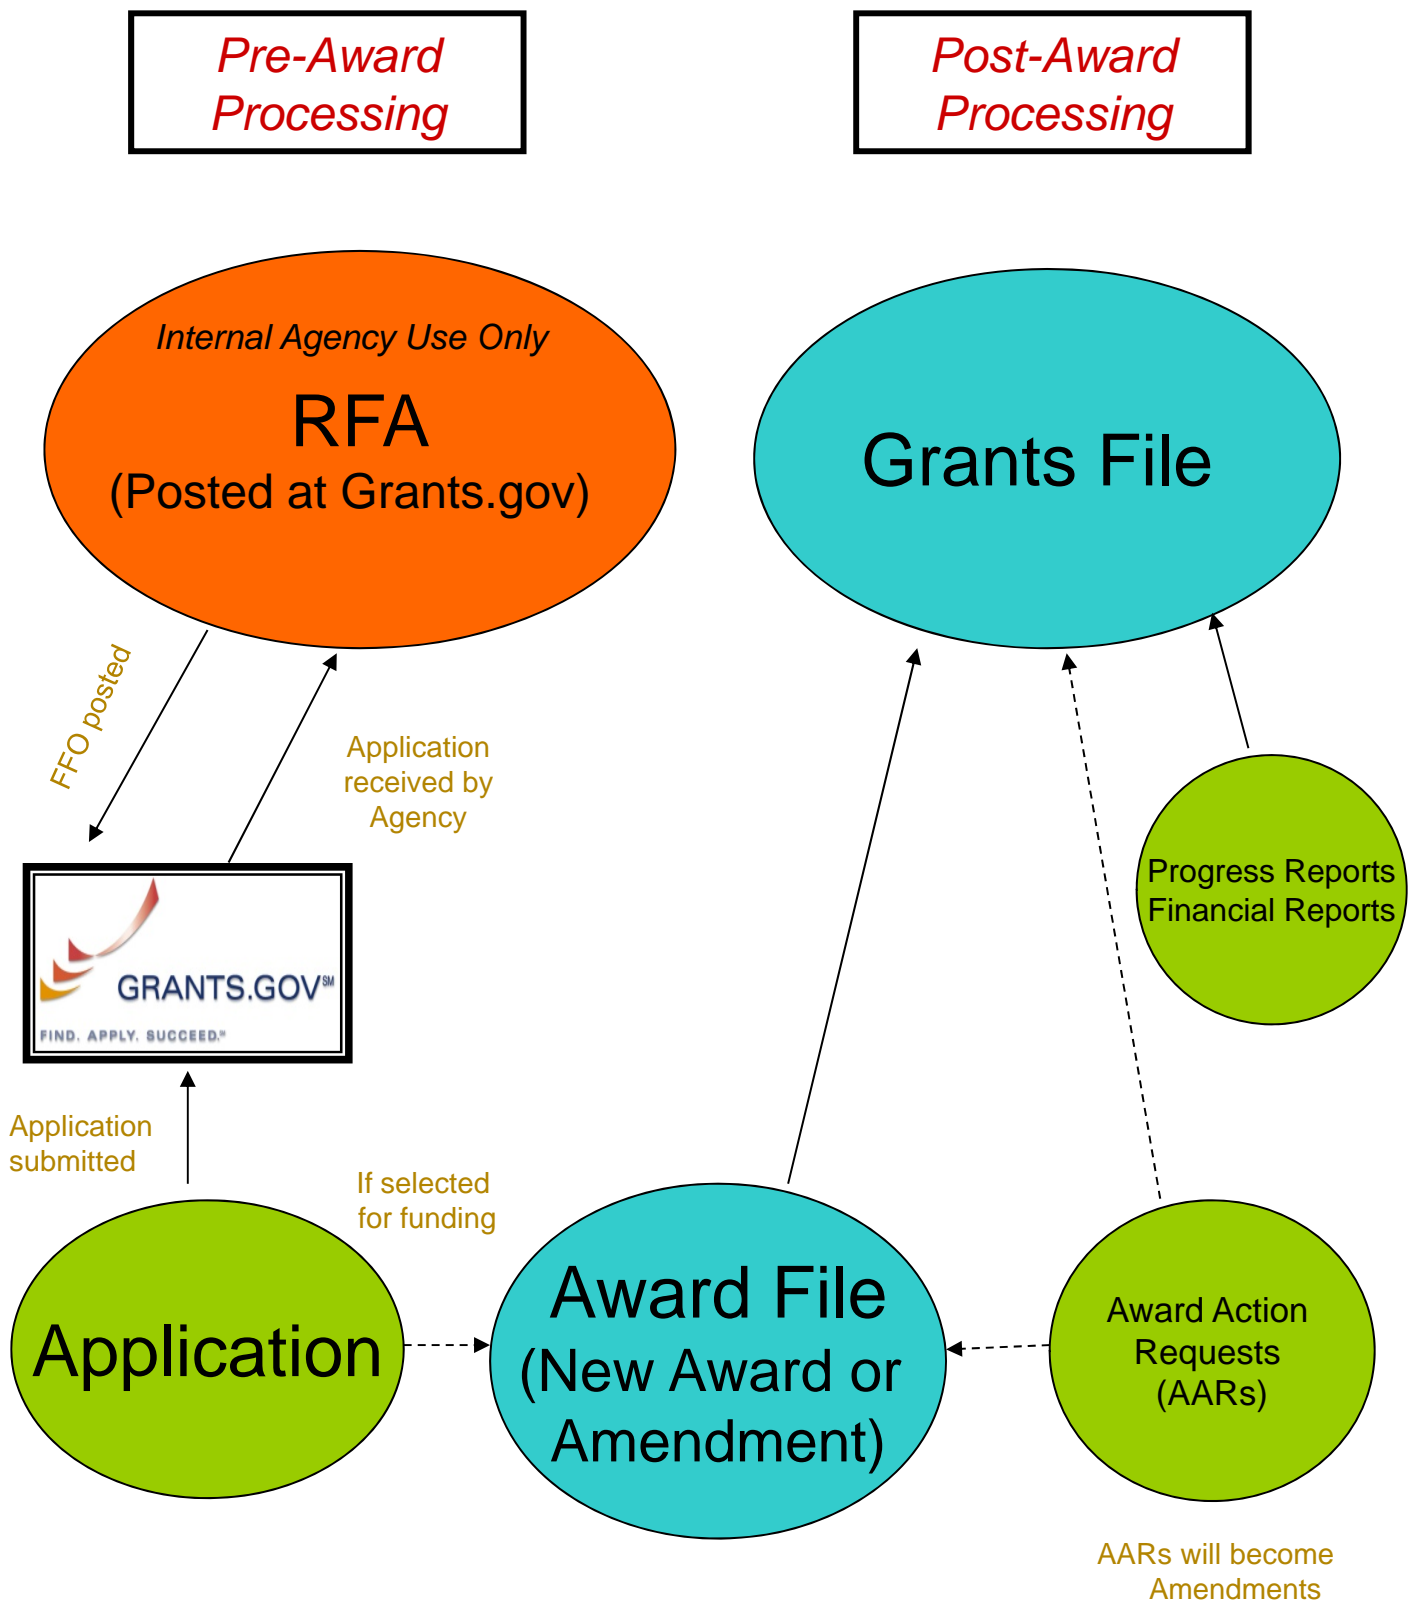 Pre-Award
Processing
Post-Award
Processing
Internal Agency Use Only
RFA
(Posted at Grants.gov)
Grants File
FFO posted
Application
received by
Agency
Progress Reports
Financial Reports
GRANTS.GOV℠
FIND. APPLY. SUCCEED.℠
Application
submitted
If selected
for funding
Application
Award File
(New Award or
Amendment)
Award Action
Requests
(AARs)
AARs will become
Amendments